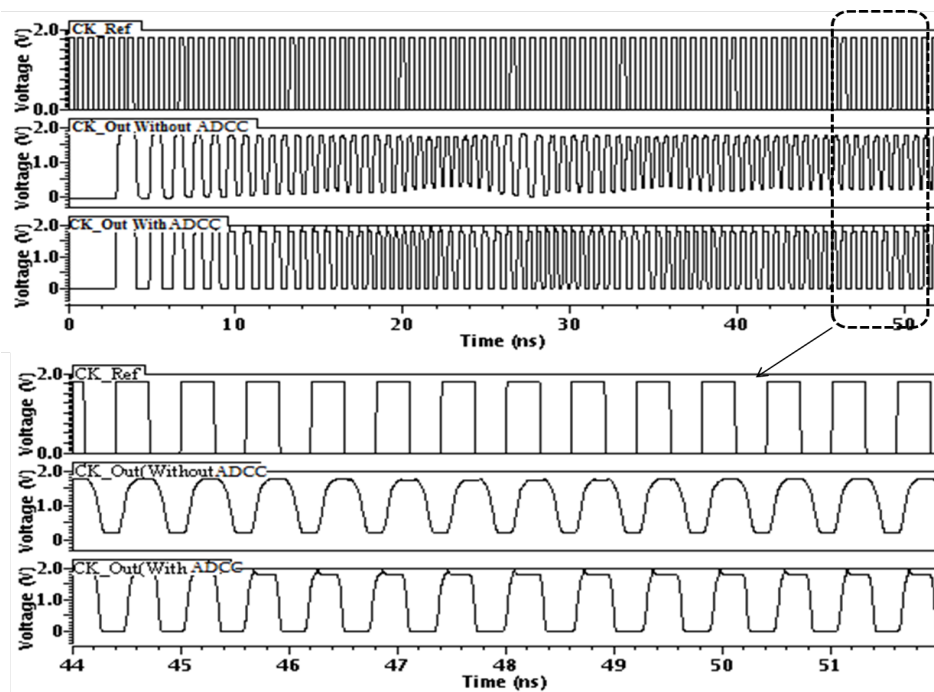 2.0
CK_Ref
Voltage (V)
0.0
2.0
CK_Out Without ADCC
Voltage (V)
1.0
0
2.0
CK_Out With ADCC
Voltage (V)
1.0
0
0 10 20 30 40 50
Time (ns)
2.0
CK_Ref
Voltage (V)
0.0
2.0
CK_Out(Without ADCC
Voltage (V)
1.0
0
2.0
CK_Out(With ADCC
Voltage (V)
1.0
0
44 45 46 47 48 49 50 51
Time (ns)